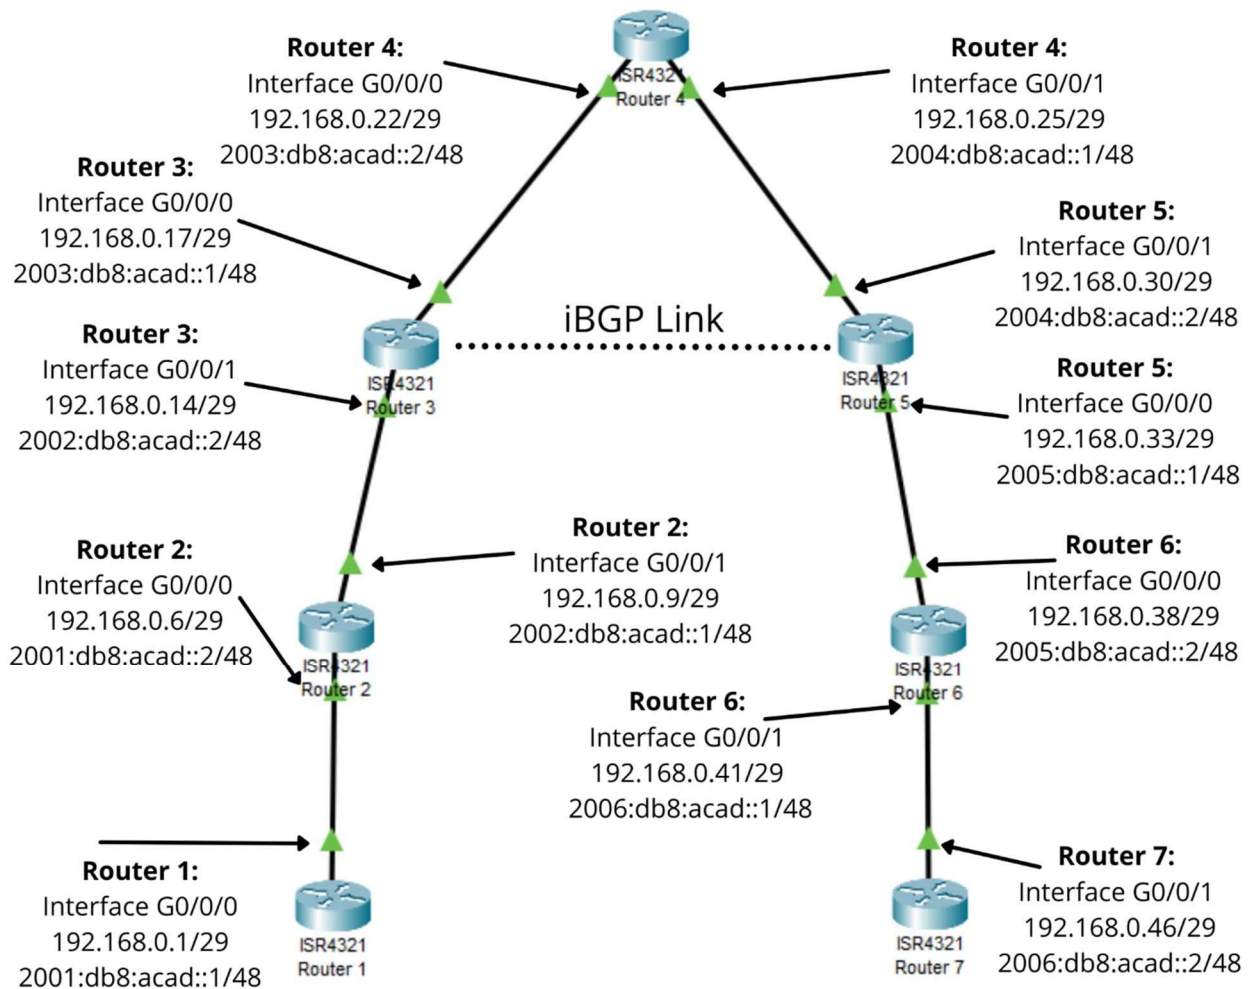 Router 4:
Interface G0/0/0
192.168.0.22/29
2003:db8:acad::2/48
ISR4321
Router 4
Router 4:
Interface G0/0/1
192.168.0.25/29
2004:db8:acad::1/48
Router 3:
Interface G0/0/0
192.168.0.17/29
2003:db8:acad::1/48
Router 5:
Interface G0/0/1
192.168.0.30/29
2004:db8:acad::2/48
iBGP Link
Router 3:
Interface G0/0/1
192.168.0.14/29
2002:db8:acad::2/48
ISR4321
Router 3
ISR4321
Router 5
Router 5:
Interface G0/0/0
192.168.0.33/29
2005:db8:acad::1/48
Router 2:
Interface G0/0/0
192.168.0.6/29
2001:db8:acad::2/48
Router 2:
Interface G0/0/1
192.168.0.9/29
2002:db8:acad::1/48
Router 6:
Interface G0/0/0
192.168.0.38/29
2005:db8:acad::2/48
ISR4321
Router 2
ISR4321
Router 6
Router 6:
Interface G0/0/1
192.168.0.41/29
2006:db8:acad::1/48
Router 1:
Interface G0/0/0
192.168.0.1/29
2001:db8:acad::1/48
ISR4321
Router 1
ISR4321
Router 7
Router 7:
Interface G0/0/1
192.168.0.46/29
2006:db8:acad::2/48